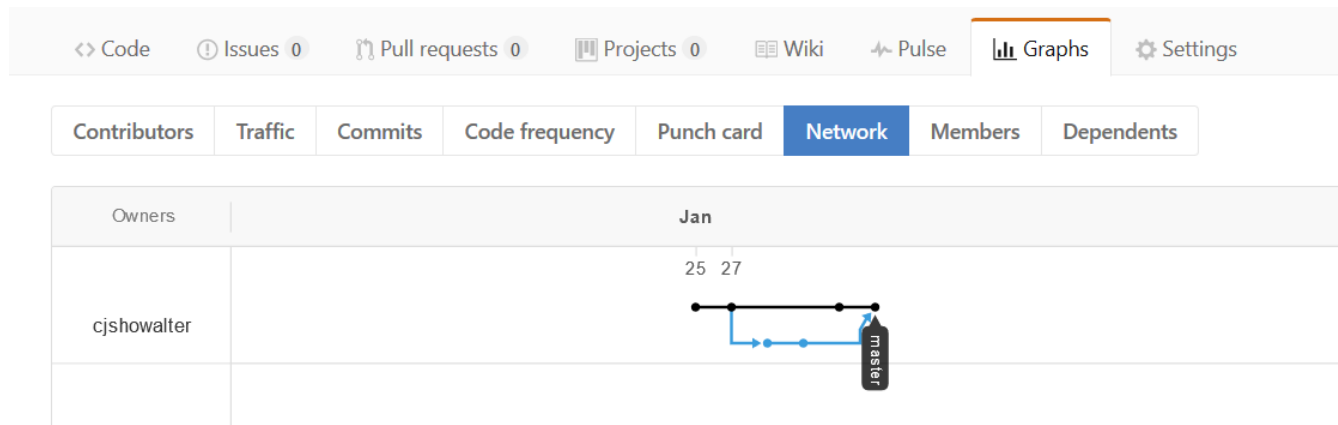 <> Code Issues 0 Pull requests 0 Projects 0 Wiki Pulse Graphs Settings
Contributors Traffic Commits Code frequency Punch card Network Members Dependents
Owners Jan
25 27
cjshowalter
master